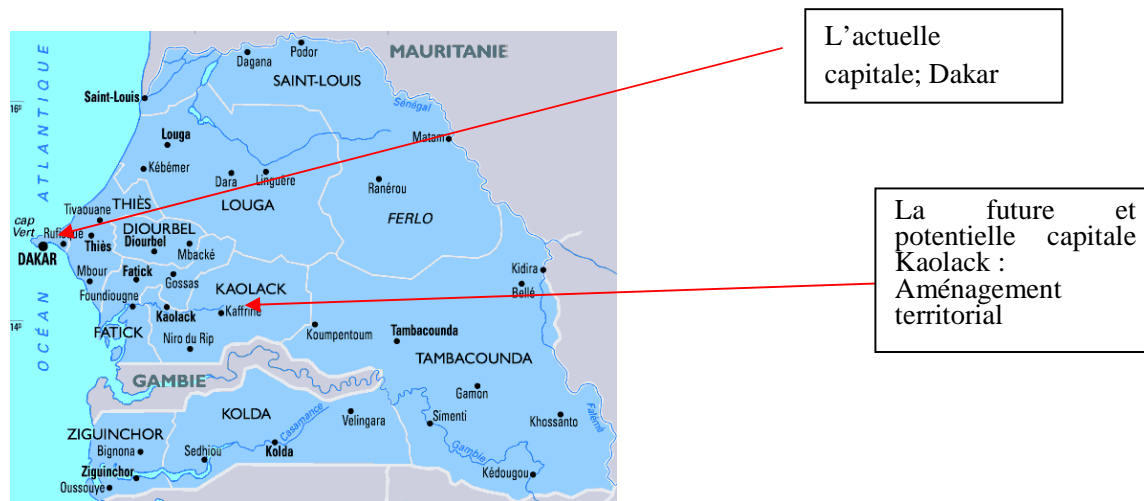 L'actuelle
capitale; Dakar
La future et
potentielle capitale
Kaolack :
Aménagement
territorial
MAURITANIE
Podor
Dagana
SAINT-LOUIS
Saint-Louis
16°
Sénégal
Matam
Louga
Kébémer
Dara
Linguère
Ranérou
OCÉAN ATLANTIQUE
LOUGA
FERLO
THIÈS
Tivaouane
cap
Vert
Rufisque
DIOURBEL
Diourbel
Thiès
Mbacké
DAKAR
Mbour
Fatick
Gossas
KAOLACK
Kidira
Bellé
Foundiougne
Kaolack
Kaffrine
14°
FATICK
Niro du Rip
Koumpentoum
Tambacounda
TAMBACOUNDA
GAMBIE
Gamon
KOLDA
Velingara
Simenti
Khossanto
Falémé
ZIGUINCHOR
Casamance
Gambie
Bignona
Sedhiou
Kolda
Ziguinchor
Oussouye
Kédougou